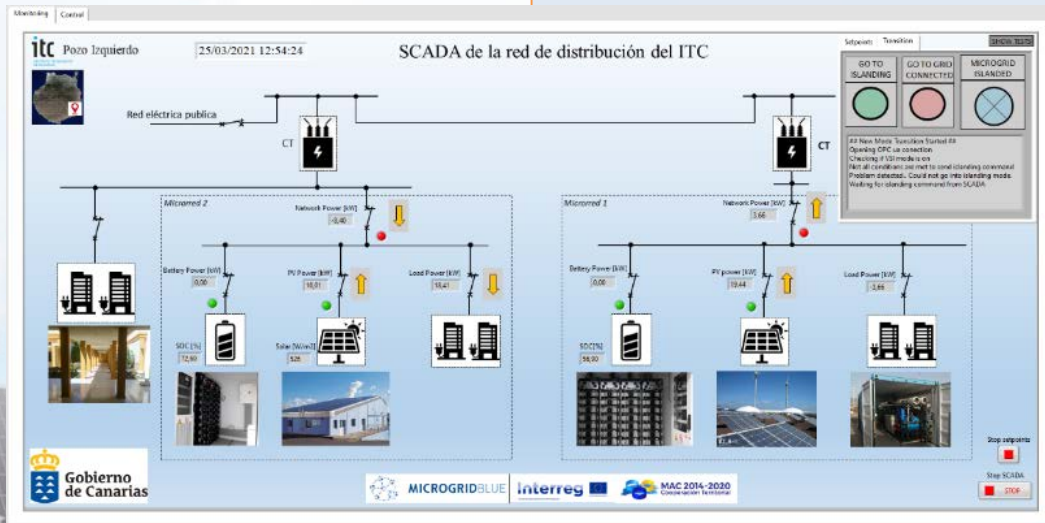 Monitoring Control
itc Pozo Izquierdo
25/03/2021 12:54:24
SCADA de la red de distribución del ITC
Setpoints Transition
SHOW TESTS
GO TO ISLANDING
GO TO GRID CONNECTED
MICROGRID ISLANDED
## New Mode Transition Started ##
Opening OPC ua conection
Checking if VSI mode is on
Not all conditions are met to send islanding command
Problem detected.. Could not go into islanding mode.
Waiting for islanding command from SCADA
Red eléctrica publica
CT
CT
Microrred 2
Network Power [kW]
-0,40
Battery Power [kW]
0,00
PV Power [kW]
18,01
Load Power [kW]
18,41
SOC [%]
72,60
Solar [W/m2]
526
Microrred 1
Network Power [kW]
3,66
Battery Power [kW]
0,00
PV power [kW]
19,44
Load Power [kW]
-3,66
SOC[%]
Stop setpoints
Stop SCADA
STOP
Gobierno
de Canarias
MICROGRIDBLUE
Interreg
MAC 2014-2020
Cooperación Territorial